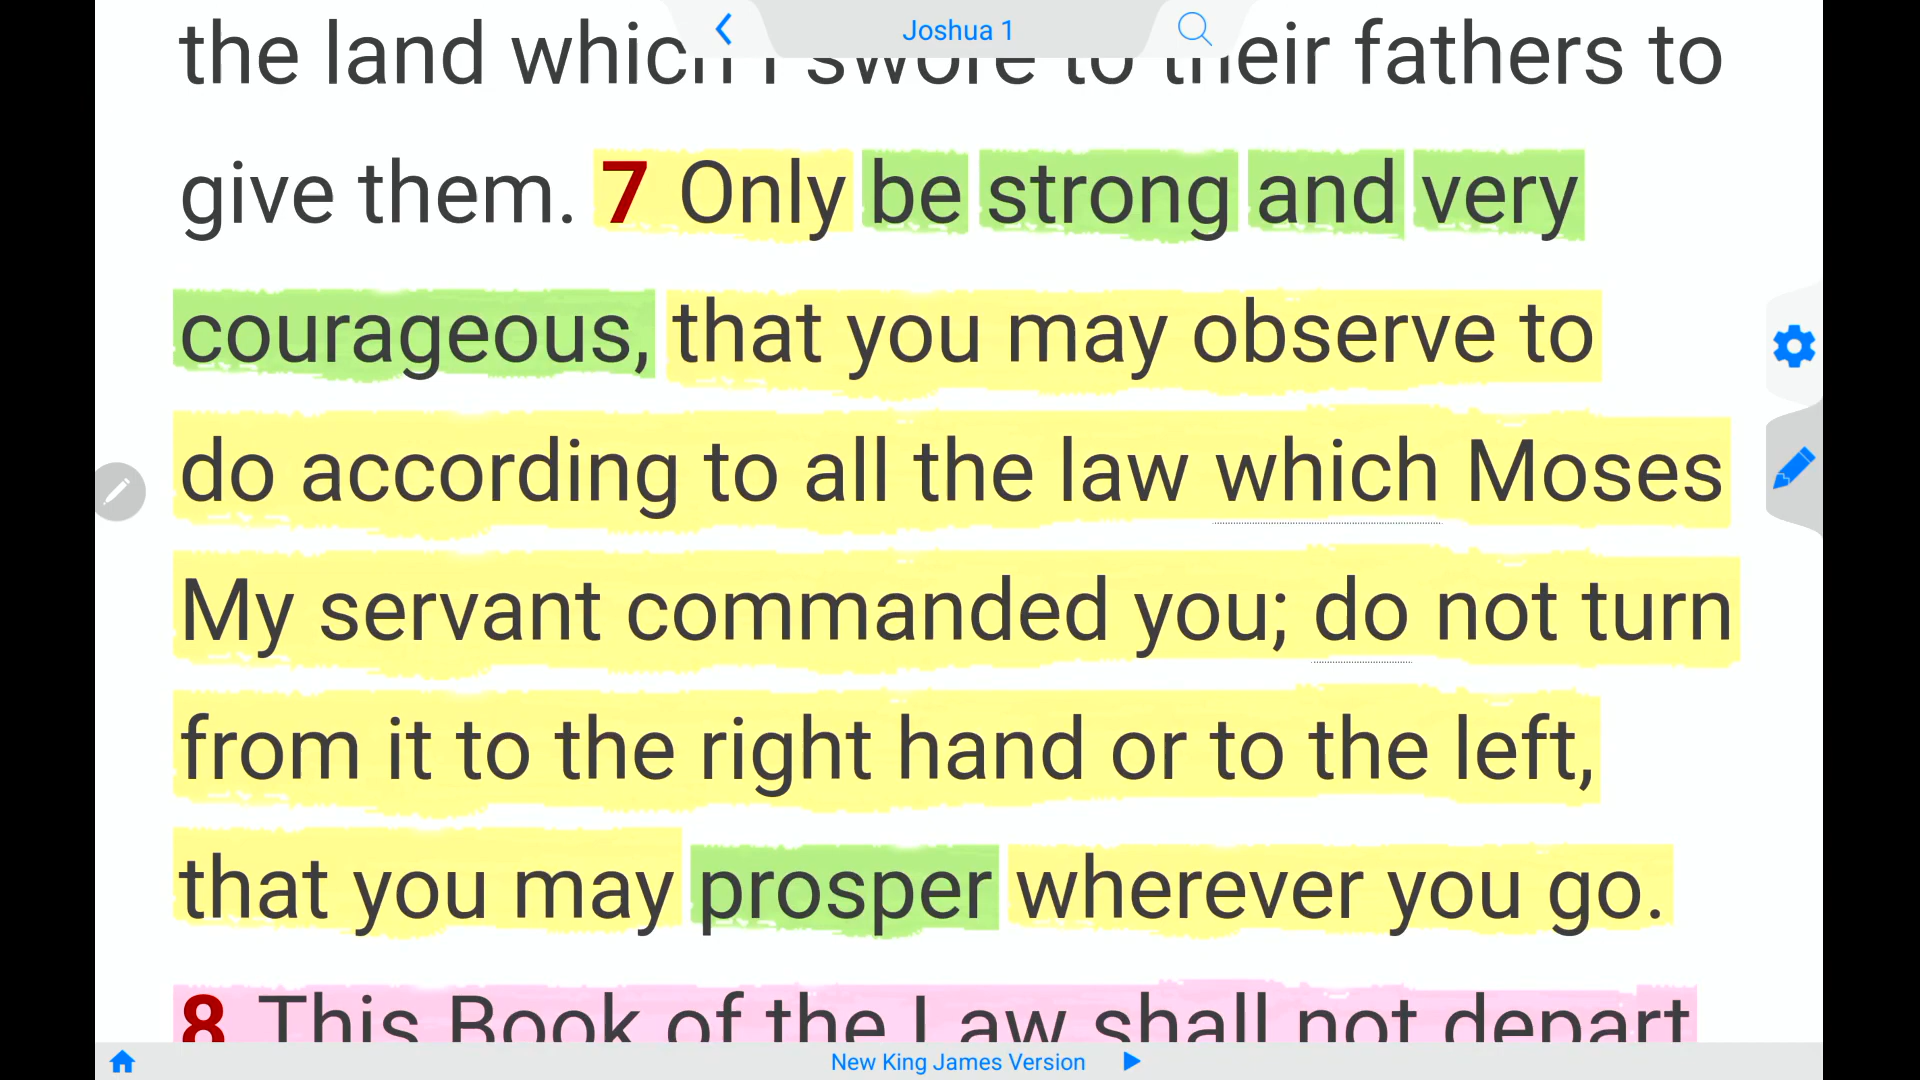 Joshua 1
the land which I swore to their fathers to
give them. 7 Only be strong and very
courageous, that you may observe to
do according to all the law which Moses
My servant commanded you; do not turn
from it to the right hand or to the left,
that you may prosper wherever you go.
8 This Book of the Law shall not depart
New King James Version